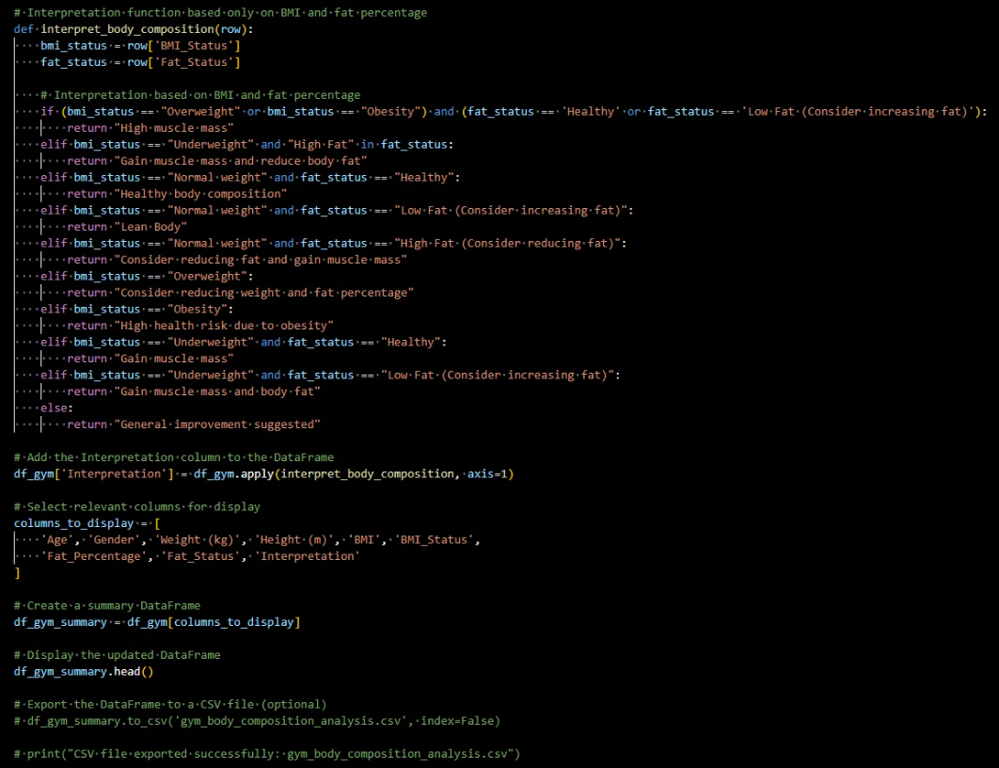 # Interpretation function based only on BMI and fat percentage
def interpret_body_composition(row):
    bmi_status = row['BMI_Status']
    fat_status = row['Fat_Status']

    # Interpretation based on BMI and fat percentage
    if (bmi_status == "Overweight" or bmi_status == "Obesity") and (fat_status == 'Healthy' or fat_status == 'Low Fat (Consider increasing fat)'):
        return "High muscle mass"
    elif bmi_status == "Underweight" and "High Fat" in fat_status:
        return "Gain muscle mass and reduce body fat"
    elif bmi_status == "Normal weight" and fat_status == "Healthy":
        return "Healthy body composition"
    elif bmi_status == "Normal weight" and fat_status == "Low Fat (Consider increasing fat)":
        return "Lean Body"
    elif bmi_status == "Normal weight" and fat_status == "High Fat (Consider reducing fat)":
        return "Consider reducing fat and gain muscle mass"
    elif bmi_status == "Overweight":
        return "Consider reducing weight and fat percentage"
    elif bmi_status == "Obesity":
        return "High health risk due to obesity"
    elif bmi_status == "Underweight" and fat_status == "Healthy":
        return "Gain muscle mass"
    elif bmi_status == "Underweight" and fat_status == "Low Fat (Consider increasing fat)":
        return "Gain muscle mass and body fat"
    else:
        return "General improvement suggested"

# Add the Interpretation column to the DataFrame
df_gym['Interpretation'] = df_gym.apply(interpret_body_composition, axis=1)

# Select relevant columns for display
columns_to_display = [
    'Age', 'Gender', 'Weight (kg)', 'Height (m)', 'BMI', 'BMI_Status',
    'Fat_Percentage', 'Fat_Status', 'Interpretation'
]

# Create a summary DataFrame
df_gym_summary = df_gym[columns_to_display]

# Display the updated DataFrame
df_gym_summary.head()

# Export the DataFrame to a CSV file (optional)
# df_gym_summary.to_csv('gym_body_composition_analysis.csv', index=False)

# print("CSV file exported successfully: gym_body_composition_analysis.csv")